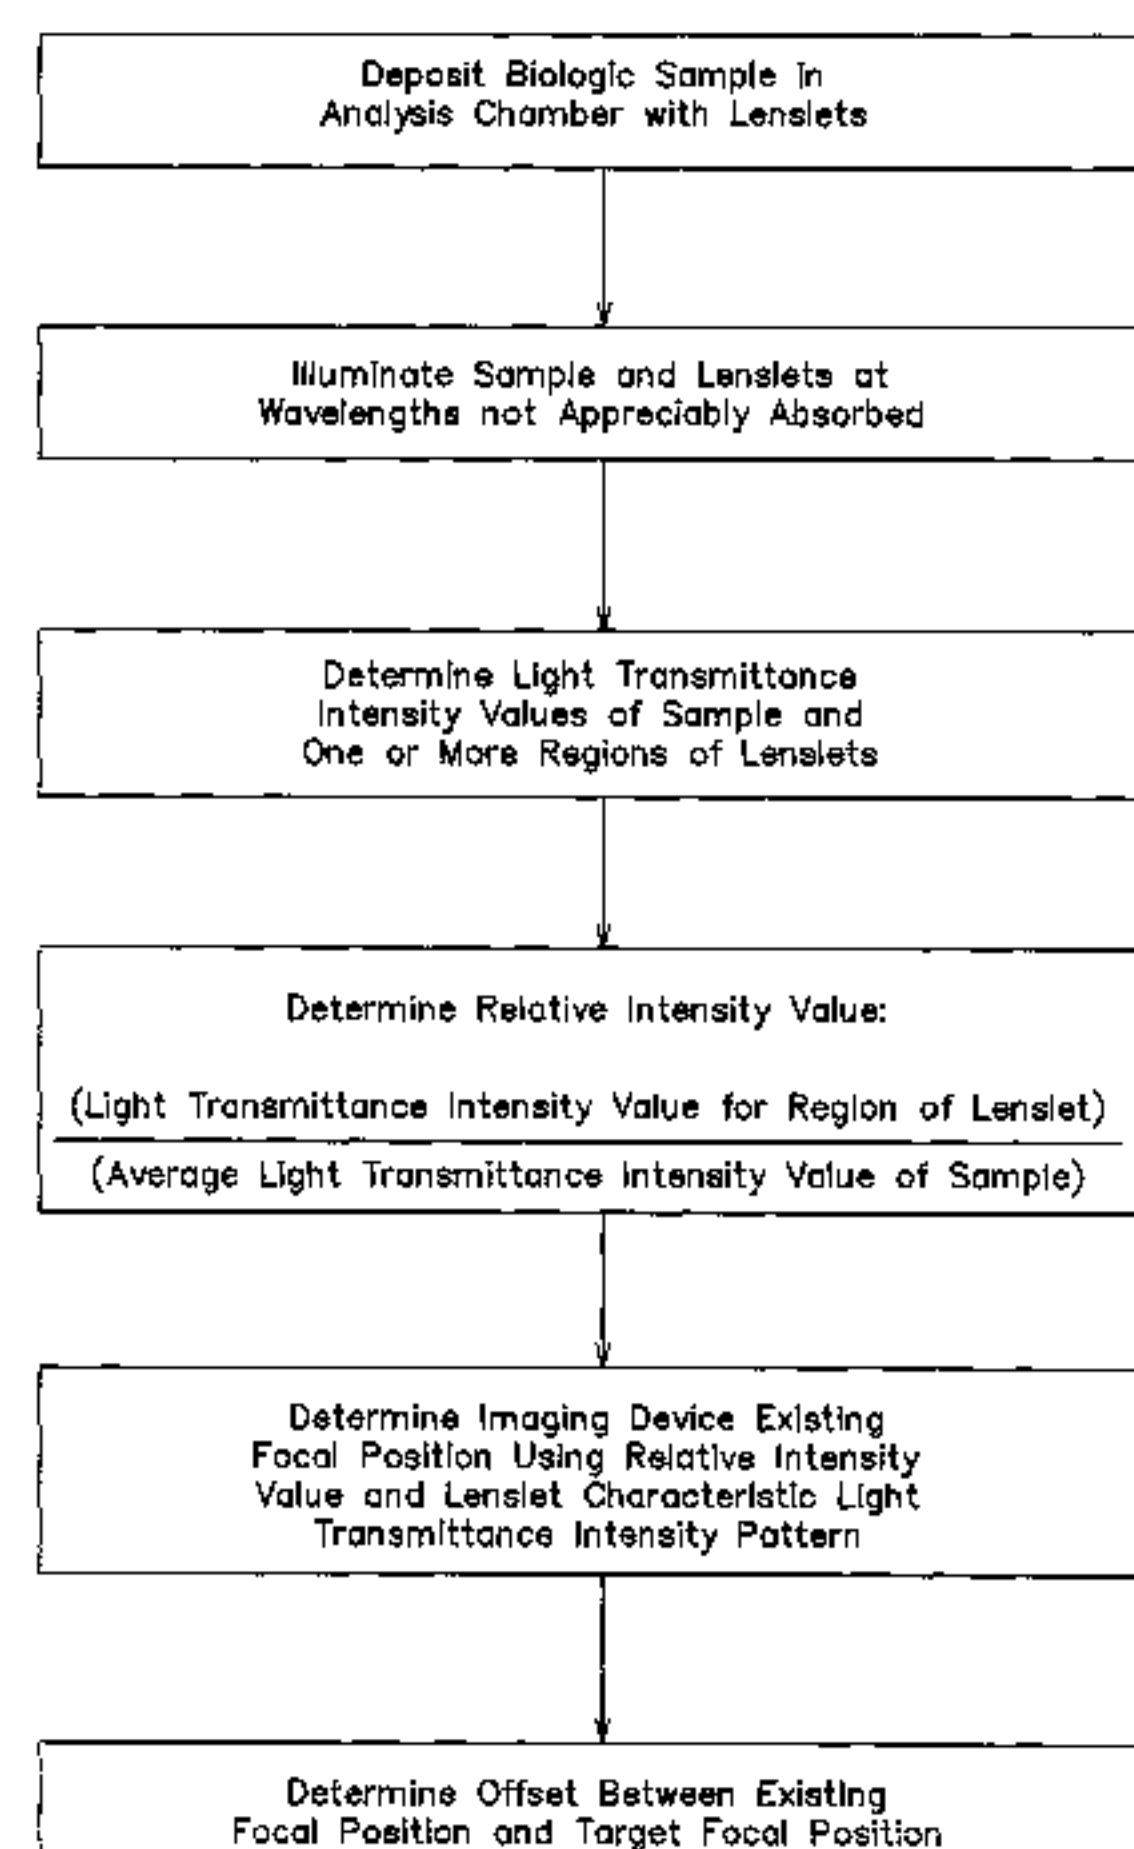 Deposit Biologic Sample in
Analysis Chamber with Lenslets
Illuminate Sample and Lenslets at
Wavelengths not Appreciably Absorbed
Determine Light Transmittance
Intensity Values of Sample and
One or More Regions of Lenslets
Determine Relative Intensity Value:
(Light Transmittance Intensity Value for Region of Lenslet)
(Average Light Transmittance Intensity Value of Sample)
Determine Imaging Device Existing
Focal Position Using Relative Intensity
Value and Lenslet Characteristic Light
Transmittance Intensity Pattern
Determine Offset Between Existing
Focal Position and Target Focal Position